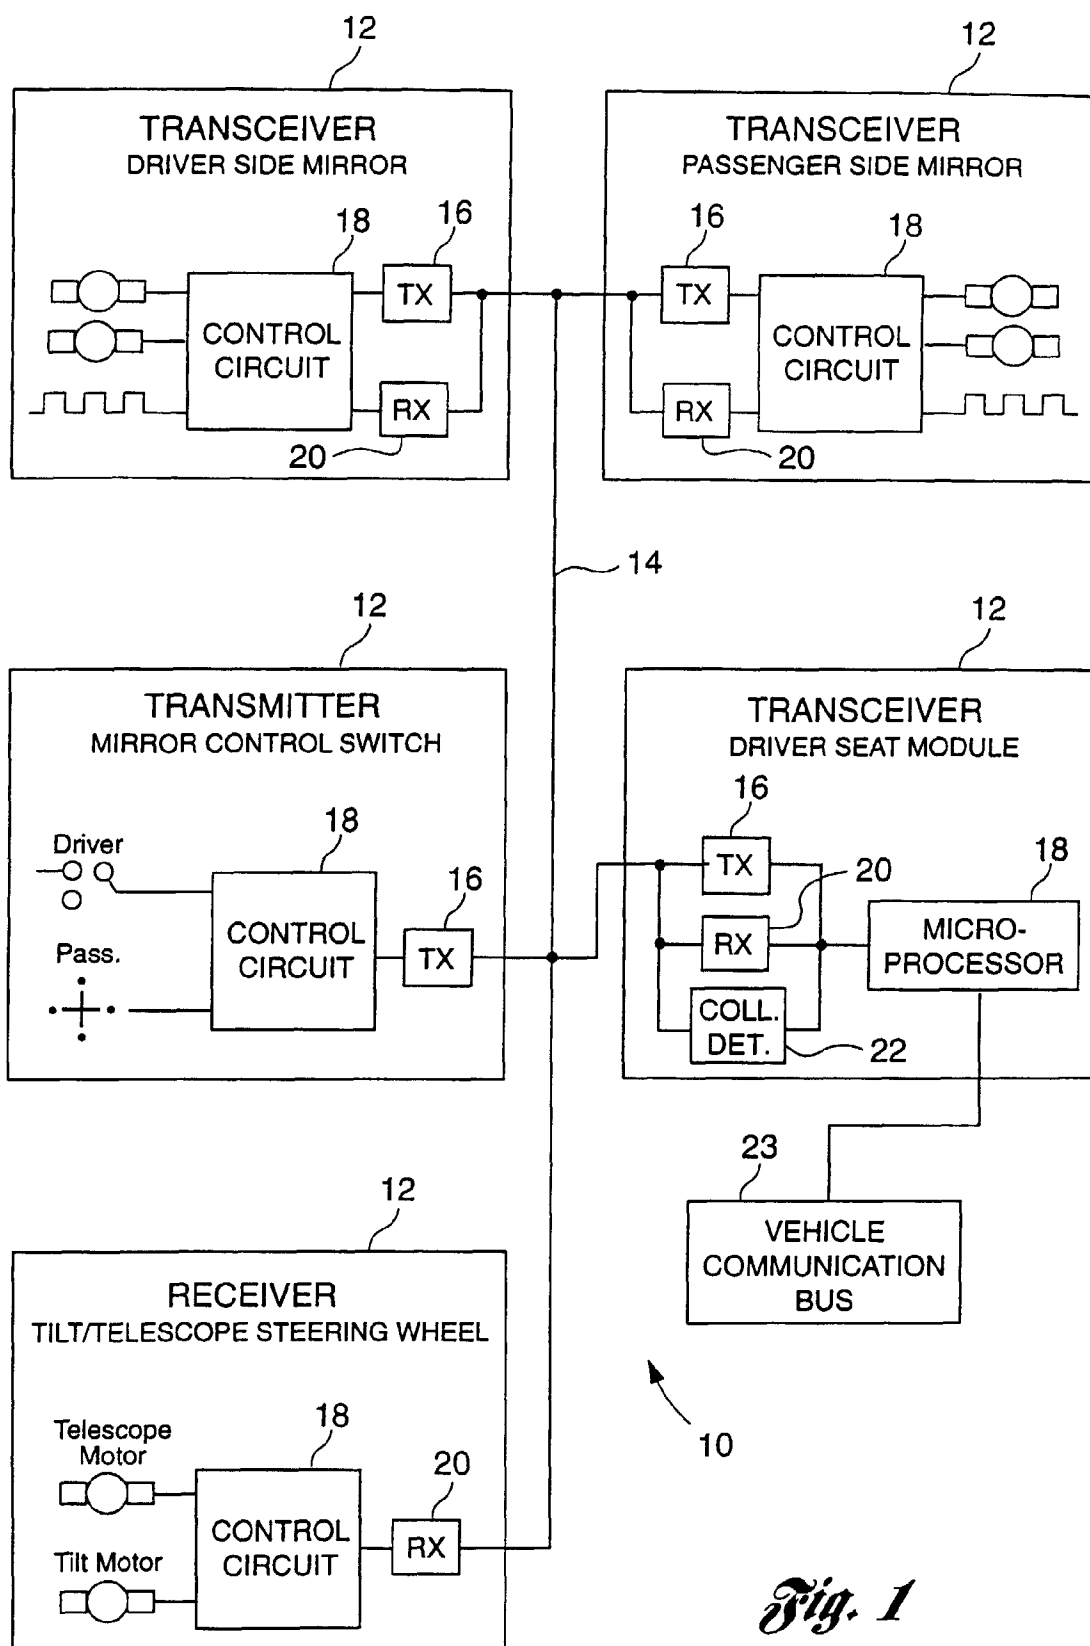 12
12
TRANSCEIVER
DRIVER SIDE MIRROR
18
16
TX
CONTROL
CIRCUIT
RX
20
TRANSCEIVER
PASSENGER SIDE MIRROR
16
18
TX
CONTROL
CIRCUIT
RX
20
14
12
12
TRANSMITTER
MIRROR CONTROL SWITCH
Driver
18
16
CONTROL
CIRCUIT
TX
Pass.
TRANSCEIVER
DRIVER SEAT MODULE
16
TX
20
18
RX
MICRO-
PROCESSOR
COLL.
DET.
22
23
VEHICLE
COMMUNICATION
BUS
12
RECEIVER
TILT/TELESCOPE STEERING WHEEL
Telescope
Motor
18
20
CONTROL
CIRCUIT
RX
Tilt Motor
10
Fig. 1